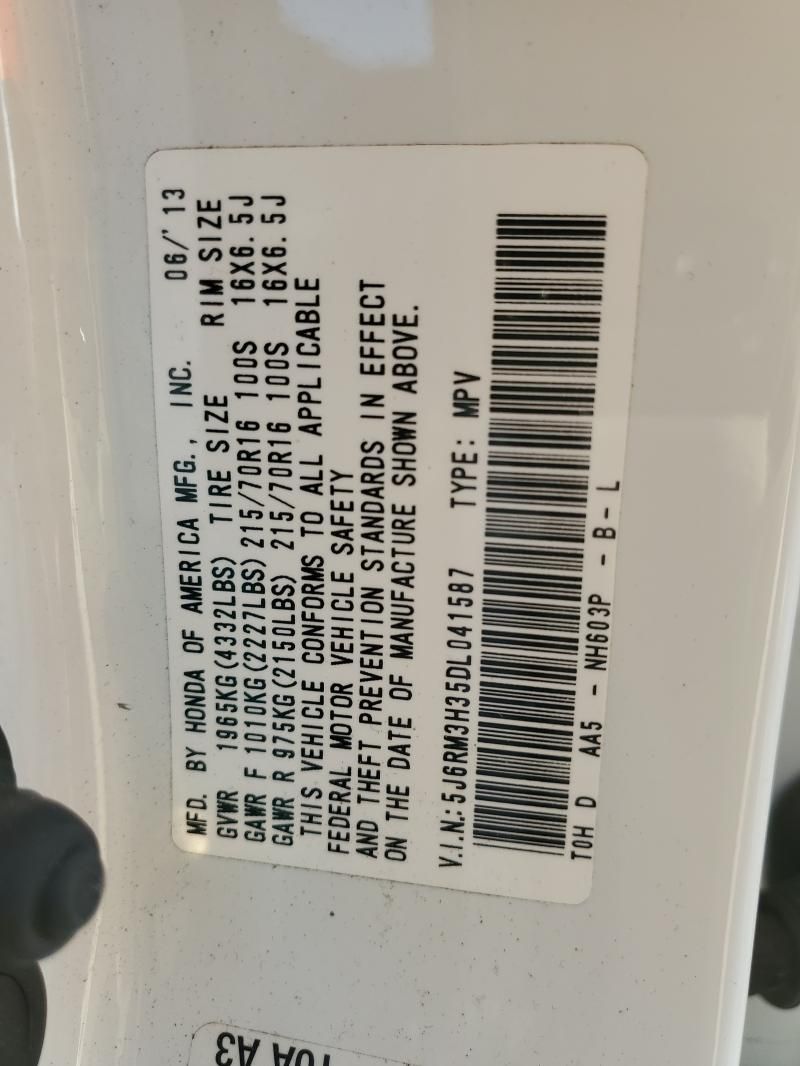 MFD. BY HONDA OF AMERICA MFG., INC. 06/'13
GVWR 1965KG(4332LBS) TIRE SIZE RIM SIZE
GAWR F 1010KG(2227LBS) 215/70R16 100S 16X6.5J
GAWR R 975KG(2150LBS) 215/70R16 100S 16X6.5J
THIS VEHICLE CONFORMS TO ALL APPLICABLE
FEDERAL MOTOR VEHICLE SAFETY
AND THEFT PREVENTION STANDARDS IN EFFECT
ON THE DATE OF MANUFACTURE SHOWN ABOVE.
V.I.N.: 5J6RM3H35DL041587 TYPE: MPV
T0H D AA5 - NH603P - B - L
T0A A3